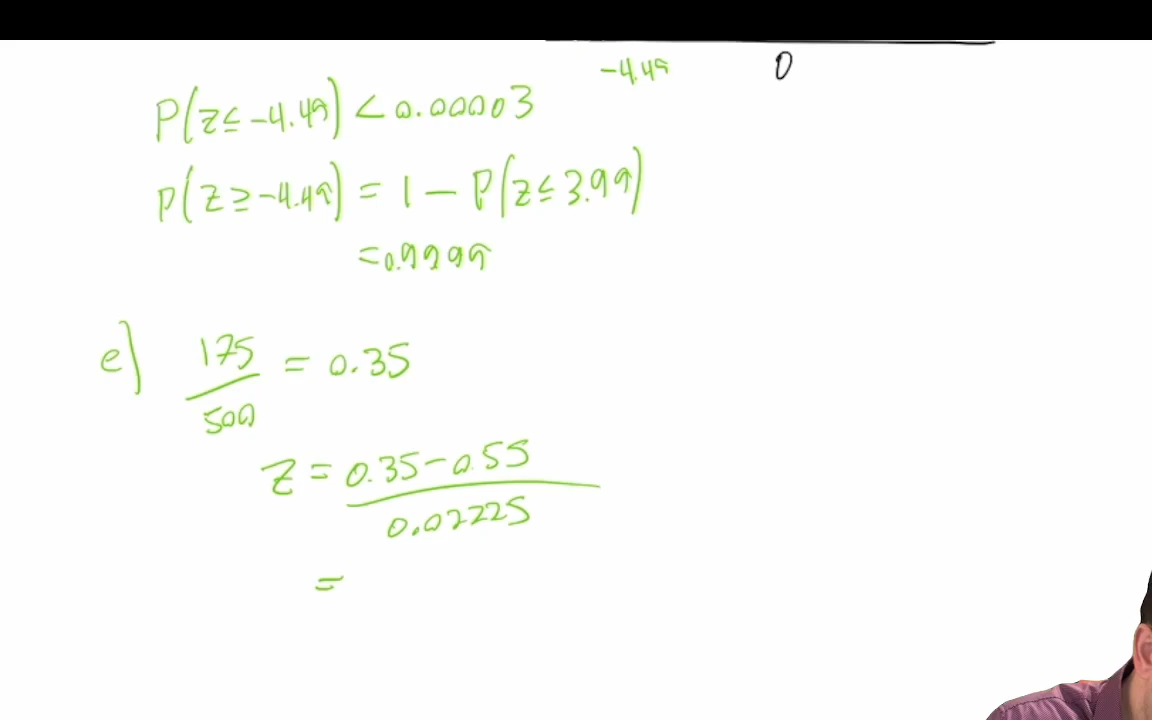 -4.49 0
P(z ≤ -4.49) < 0.00003
P(z ≥ -4.49) = 1 - P(z ≤ 3.99)
= 0.9999
e) 175/500 = 0.35
z = 0.35 - 0.55 / 0.02225
=